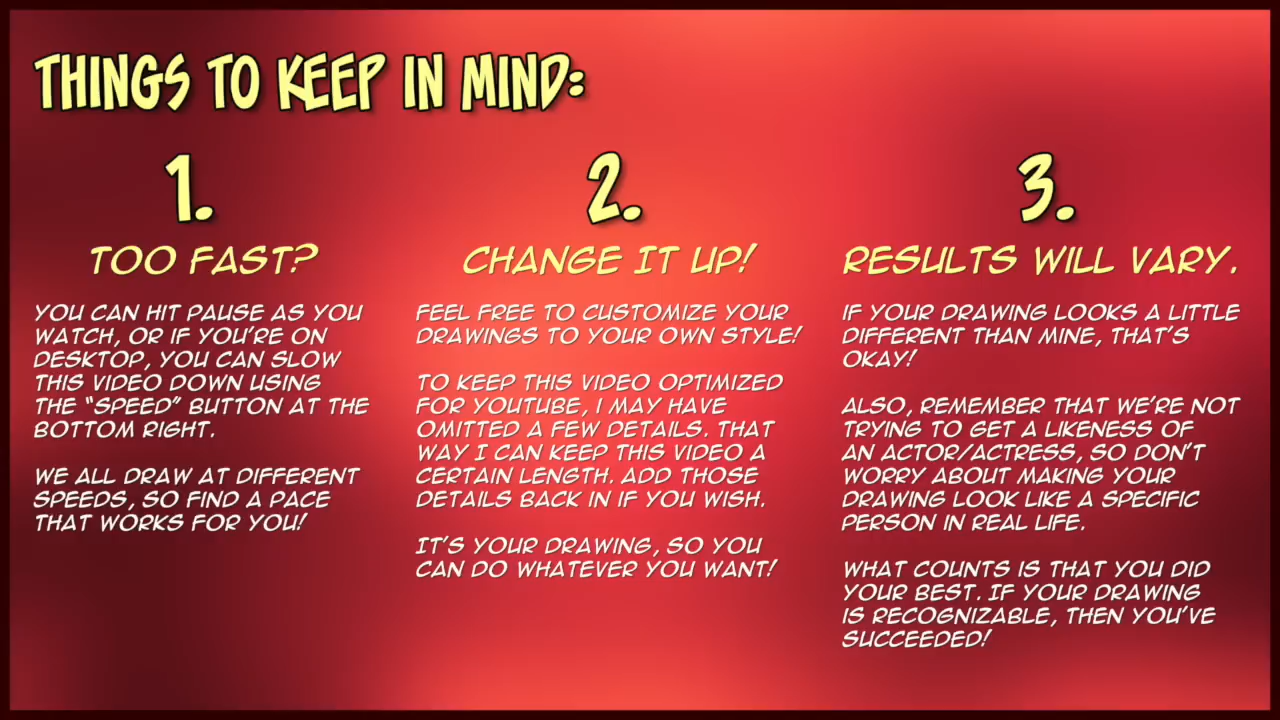 THINGS TO KEEP IN MIND:
1.
TOO FAST?
YOU CAN HIT PAUSE AS YOU
WATCH, OR IF YOU'RE ON
DESKTOP, YOU CAN SLOW
THIS VIDEO DOWN USING
THE "SPEED" BUTTON AT THE
BOTTOM RIGHT.
WE ALL DRAW AT DIFFERENT
SPEEDS, SO FIND A PACE
THAT WORKS FOR YOU!
2.
CHANGE IT UP!
FEEL FREE TO CUSTOMIZE YOUR
DRAWINGS TO YOUR OWN STYLE!
TO KEEP THIS VIDEO OPTIMIZED
FOR YOUTUBE, I MAY HAVE
OMITTED A FEW DETAILS. THAT
WAY I CAN KEEP THIS VIDEO A
CERTAIN LENGTH. ADD THOSE
DETAILS BACK IN IF YOU WISH.
IT'S YOUR DRAWING, SO YOU
CAN DO WHATEVER YOU WANT!
3.
RESULTS WILL VARY.
IF YOUR DRAWING LOOKS A LITTLE
DIFFERENT THAN MINE, THAT'S
OKAY!
ALSO, REMEMBER THAT WE'RE NOT
TRYING TO GET A LIKENESS OF
AN ACTOR/ACTRESS, SO DON'T
WORRY ABOUT MAKING YOUR
DRAWING LOOK LIKE A SPECIFIC
PERSON IN REAL LIFE.
WHAT COUNTS IS THAT YOU DID
YOUR BEST. IF YOUR DRAWING
IS RECOGNIZABLE, THEN YOU'VE
SUCCEEDED!